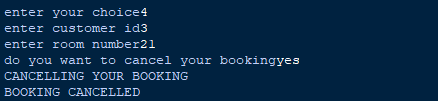 enter your choice4
enter customer id3
enter room number21
do you want to cancel your bookingyes
CANCELLING YOUR BOOKING
BOOKING CANCELLED